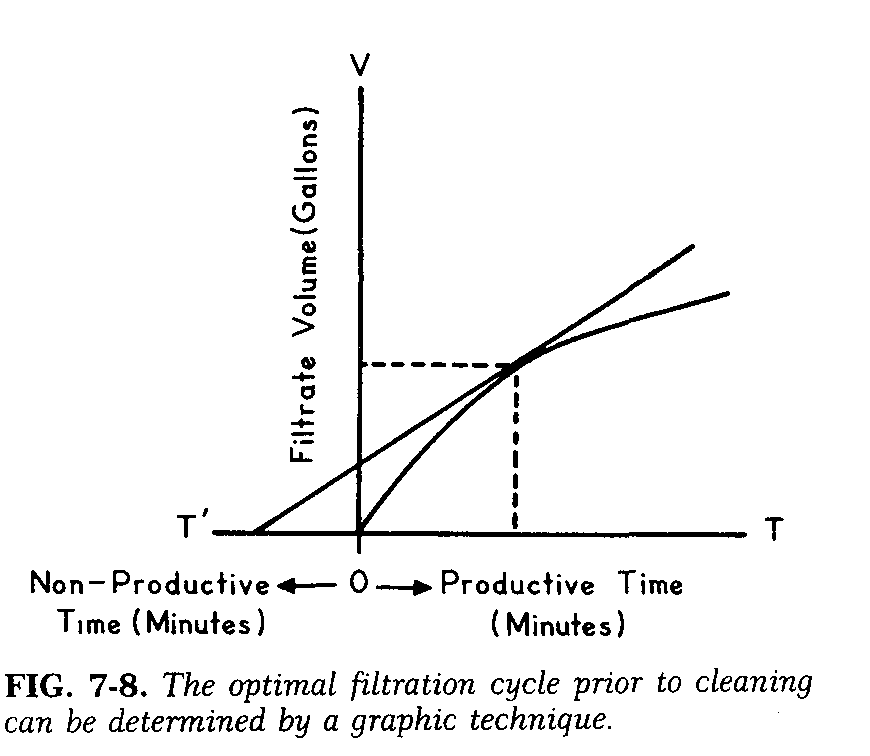 V
Filtrate Volume (Gallons)
T' T
Non-Productive ← O → Productive Time
Time (Minutes) (Minutes)
FIG. 7-8. The optimal filtration cycle prior to cleaning
can be determined by a graphic technique.